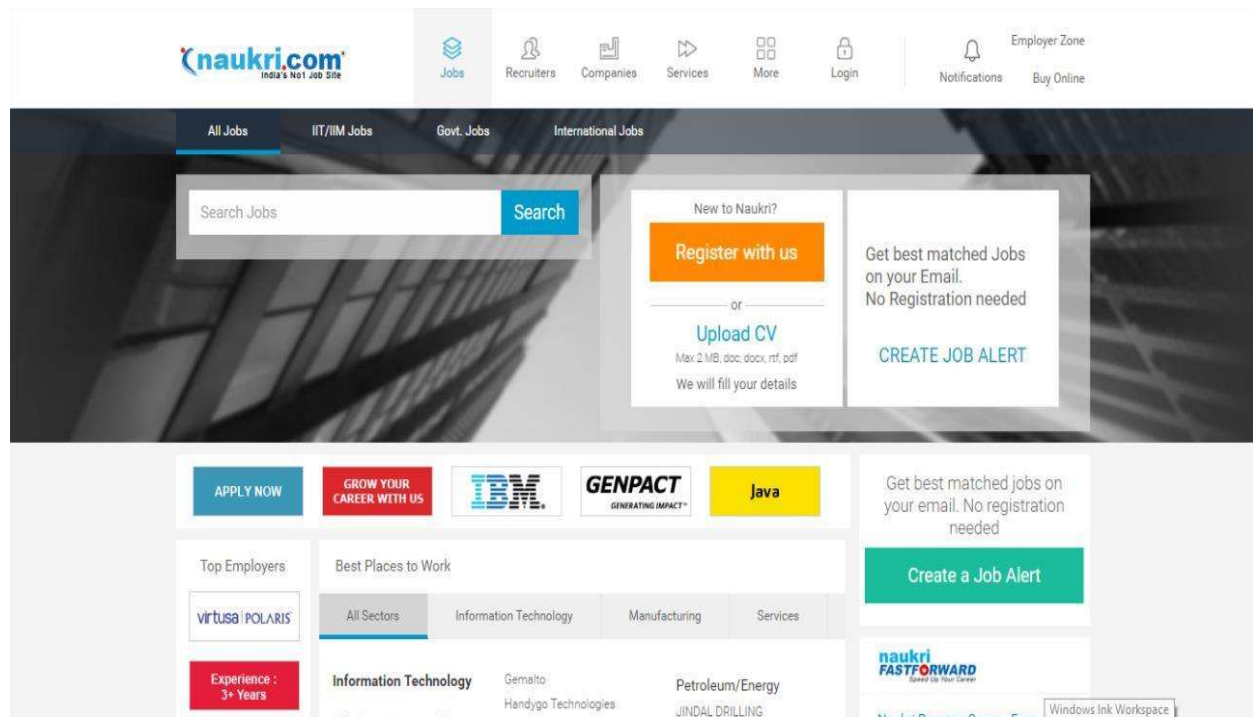 naukri.com
India's No1 Job Site
Jobs
Recruiters
Companies
Services
More
Login
Notifications
Employer Zone
Buy Online
All Jobs
IIT/IIM Jobs
Govt. Jobs
International Jobs
Search Jobs
Search
New to Naukri?
Register with us
or
Upload CV
Max 2 MB, doc, docx, rtf, pdf
We will fill your details
Get best matched Jobs
on your Email.
No Registration needed
CREATE JOB ALERT
APPLY NOW
GROW YOUR
CAREER WITH US
IBM.
GENPACT
GENERATING IMPACT
Java
Get best matched jobs on
your email. No registration
needed
Create a Job Alert
Top Employers
virtusa POLARIS
Experience :
3+ Years
Best Places to Work
All Sectors
Information Technology
Manufacturing
Services
Information Technology
Gemalto
Handygo Technologies
Petroleum/Energy
JINDAL DRILLING
naukri
FASTFORWARD
Speed Up Your Career
Windows Ink Workspace